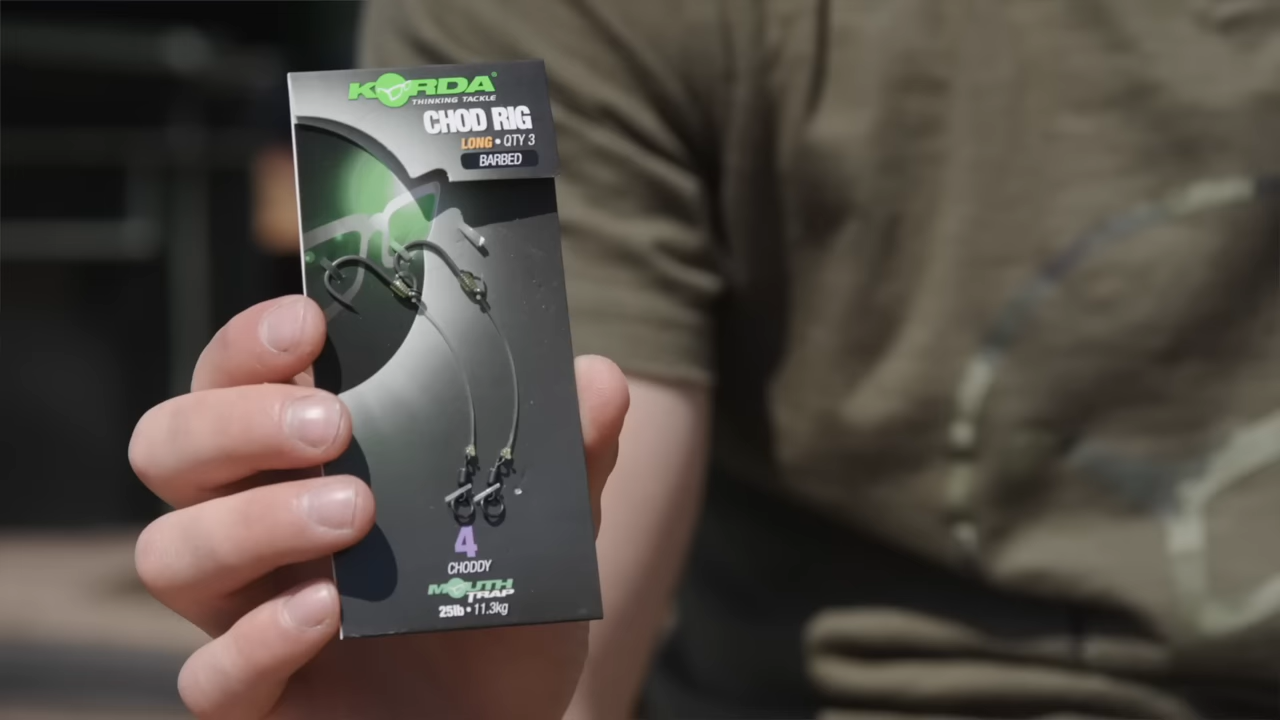 KORDA
THINKING TACKLE
CHOD RIG
LONG • QTY 3
BARBED
4
CHODDY
MOUTH
TRAP
25lb • 11.3kg